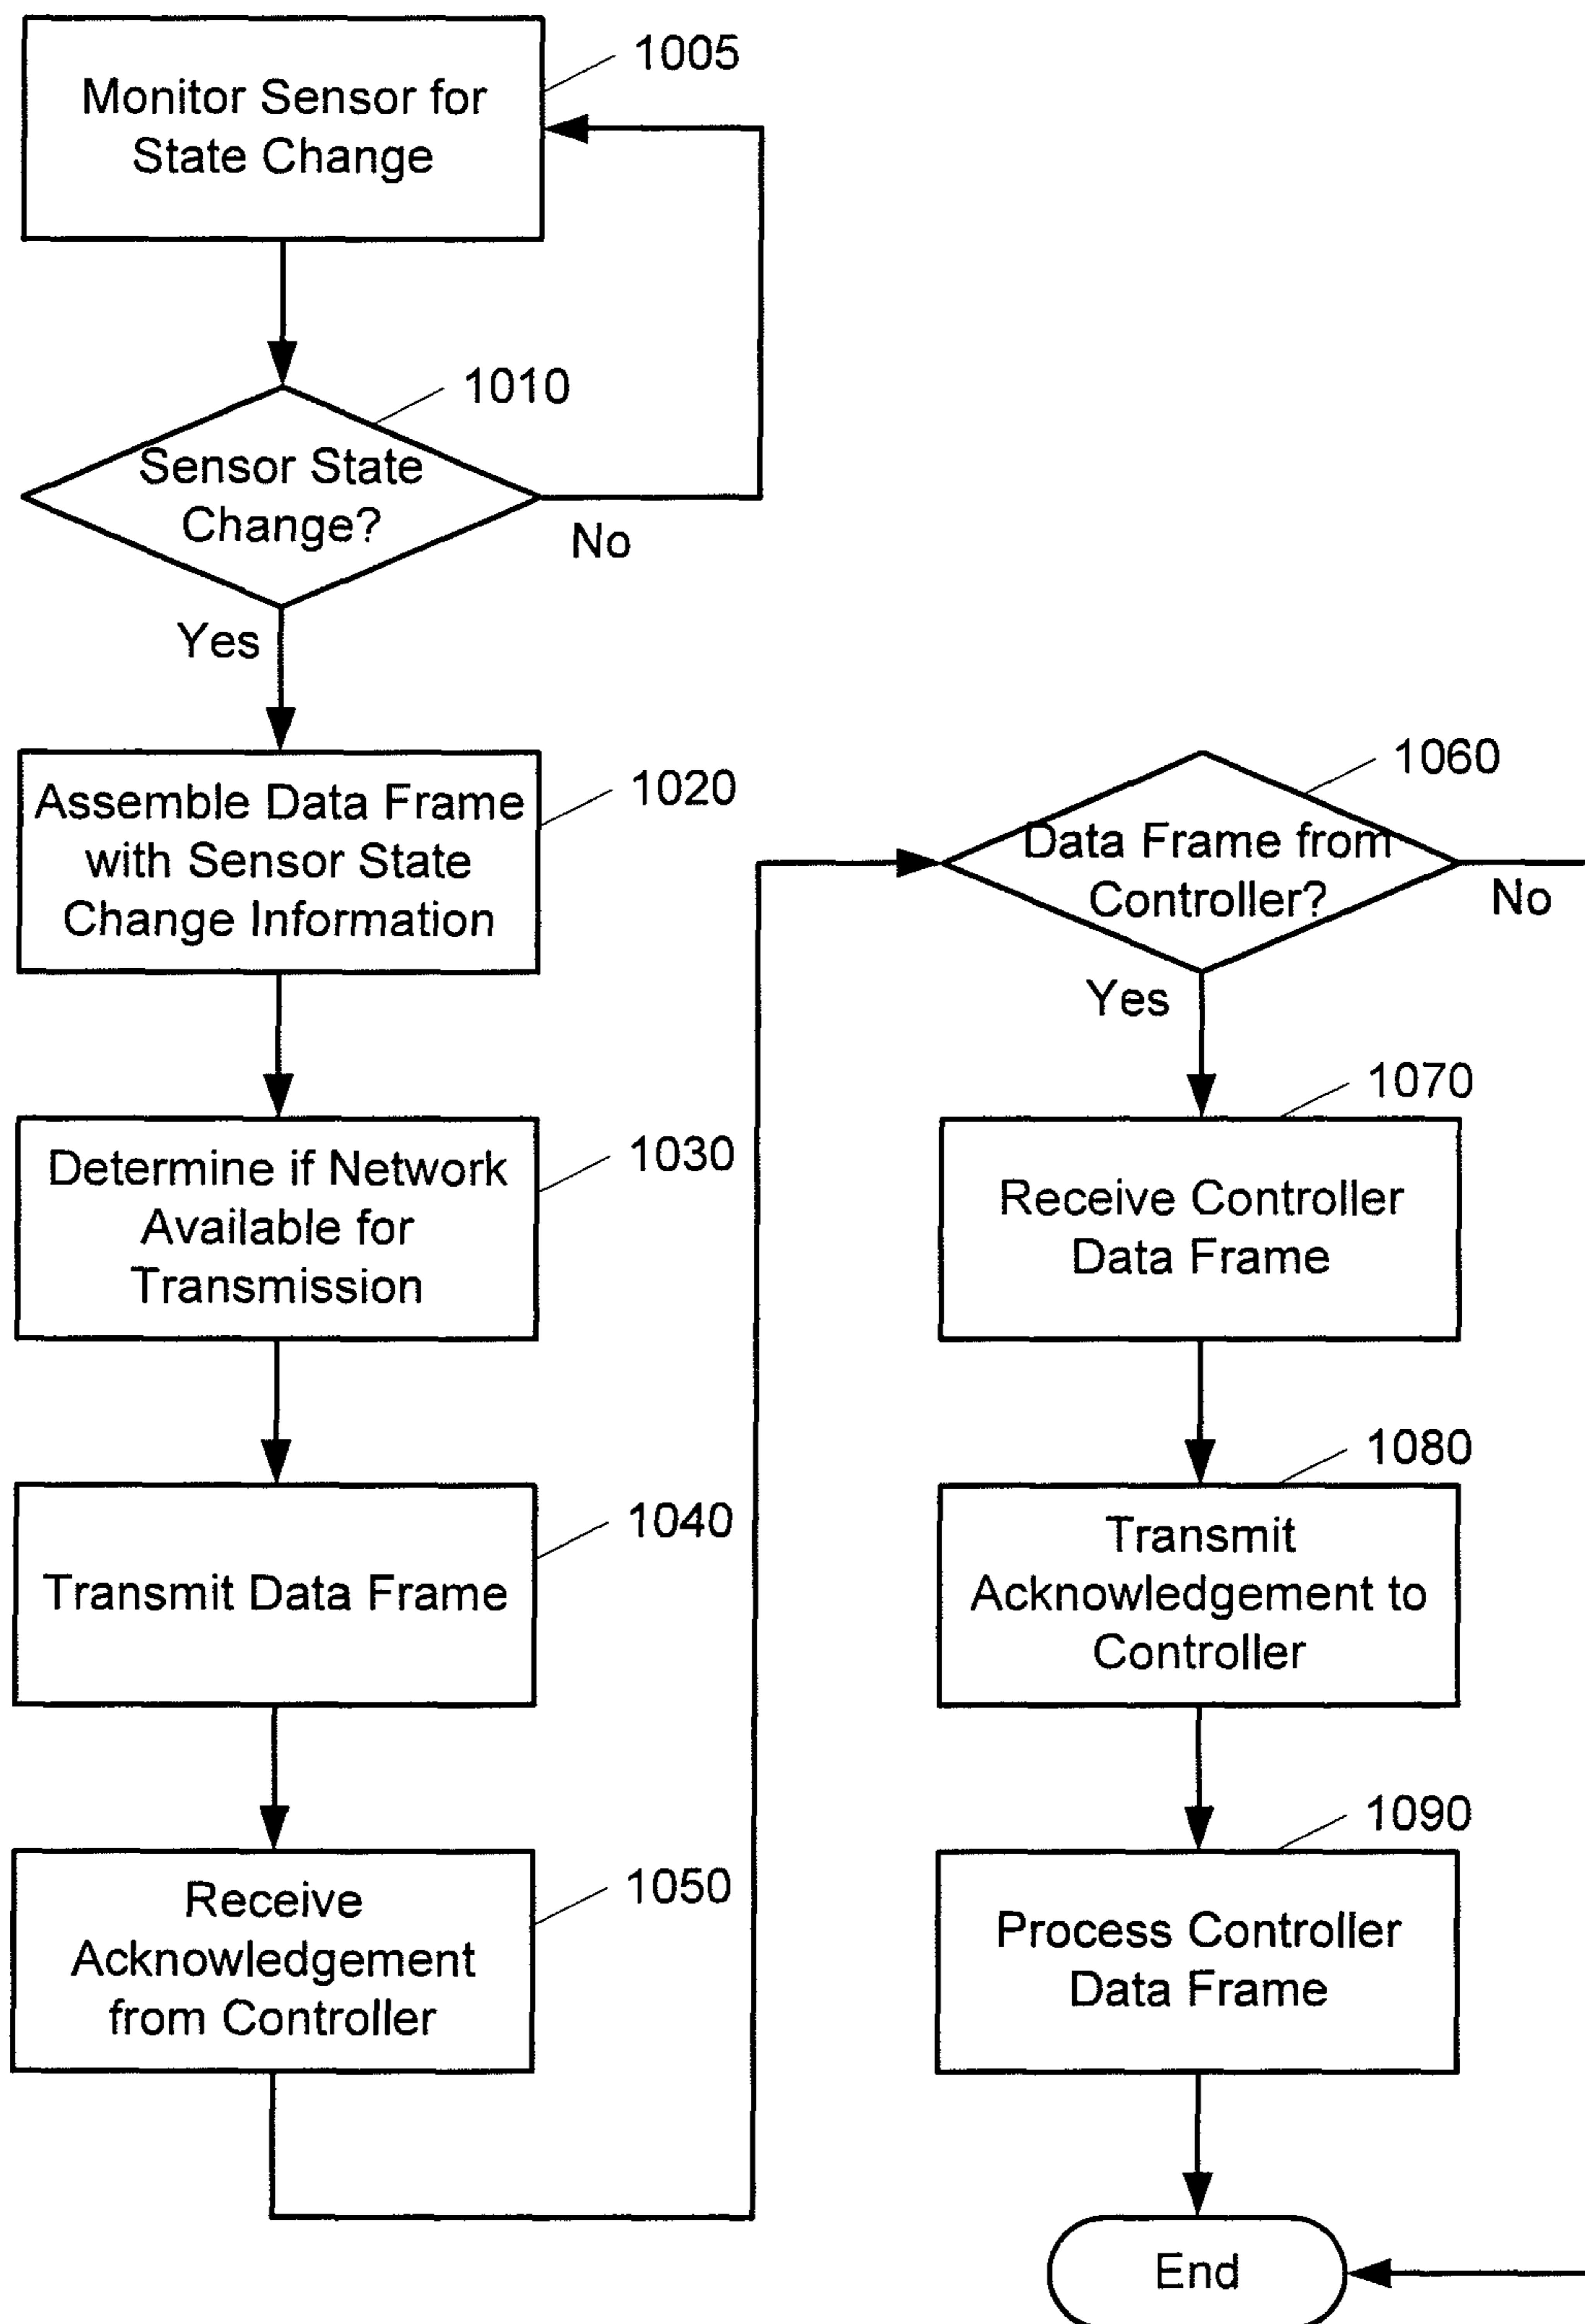 1005
Monitor Sensor for
State Change
1010
Sensor State
Change?
No
Yes
1020
Assemble Data Frame
with Sensor State
Change Information
1030
Determine if Network
Available for
Transmission
1040
Transmit Data Frame
1050
Receive
Acknowledgement
from Controller
1060
Data Frame from
Controller?
No
Yes
1070
Receive Controller
Data Frame
1080
Transmit
Acknowledgement to
Controller
1090
Process Controller
Data Frame
End